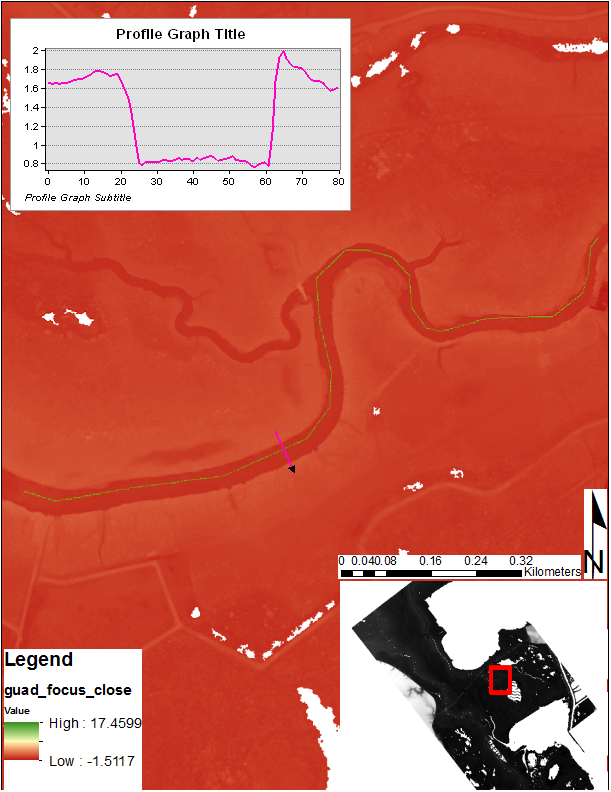 Profile Graph Title
2
1.8
1.6
1.4
1.2
1
0.8
0 10 20 30 40 50 60 70 80
Profile Graph Subtitle
N
0 0.040.08 0.16 0.24 0.32
Kilometers
Legend
guad_focus_close
Value
High : 17.4599
Low : -1.5117